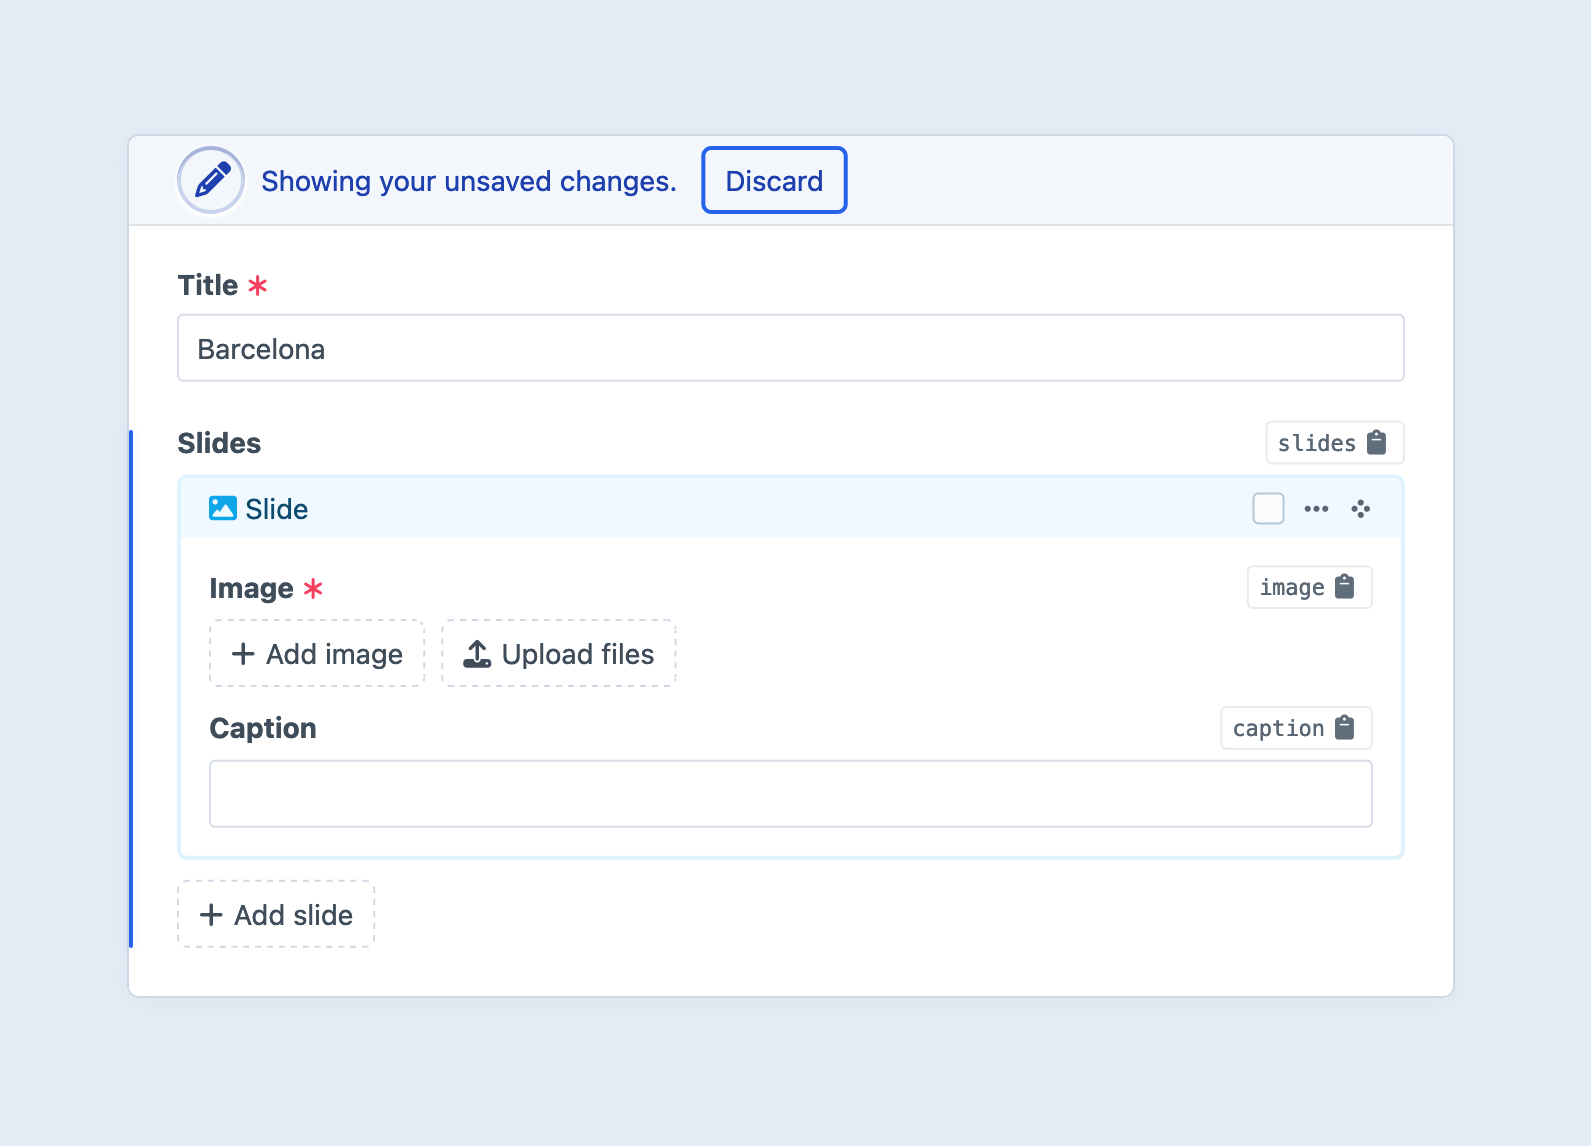 Showing your unsaved changes. Discard
Title *
Barcelona
Slides slides
Slide
Image * image
Add image Upload files
Caption caption
Add slide